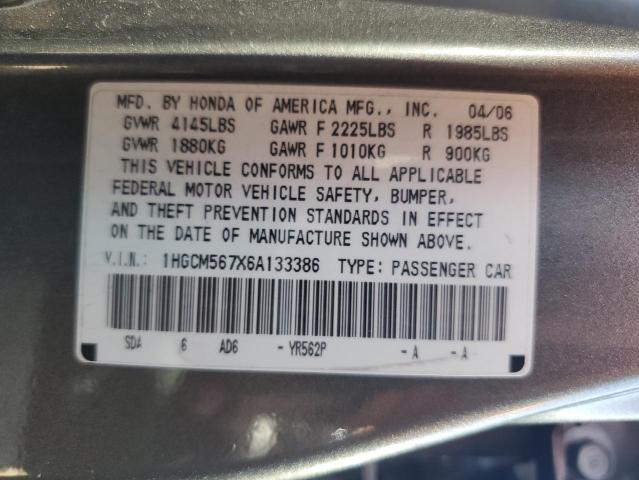 MFD. BY HONDA OF AMERICA MFG., INC. 04/06
GVWR 4145LBS GAWR F 2225LBS R 1985LBS
GVWR 1880KG GAWR F 1010KG R 900KG
THIS VEHICLE CONFORMS TO ALL APPLICABLE
FEDERAL MOTOR VEHICLE SAFETY, BUMPER,
AND THEFT PREVENTION STANDARDS IN EFFECT
ON THE DATE OF MANUFACTURE SHOWN ABOVE.
V.I.N.: 1HGCM567X6A133386 TYPE: PASSENGER CAR
SDA 6 AD6 - YR562P - A - A